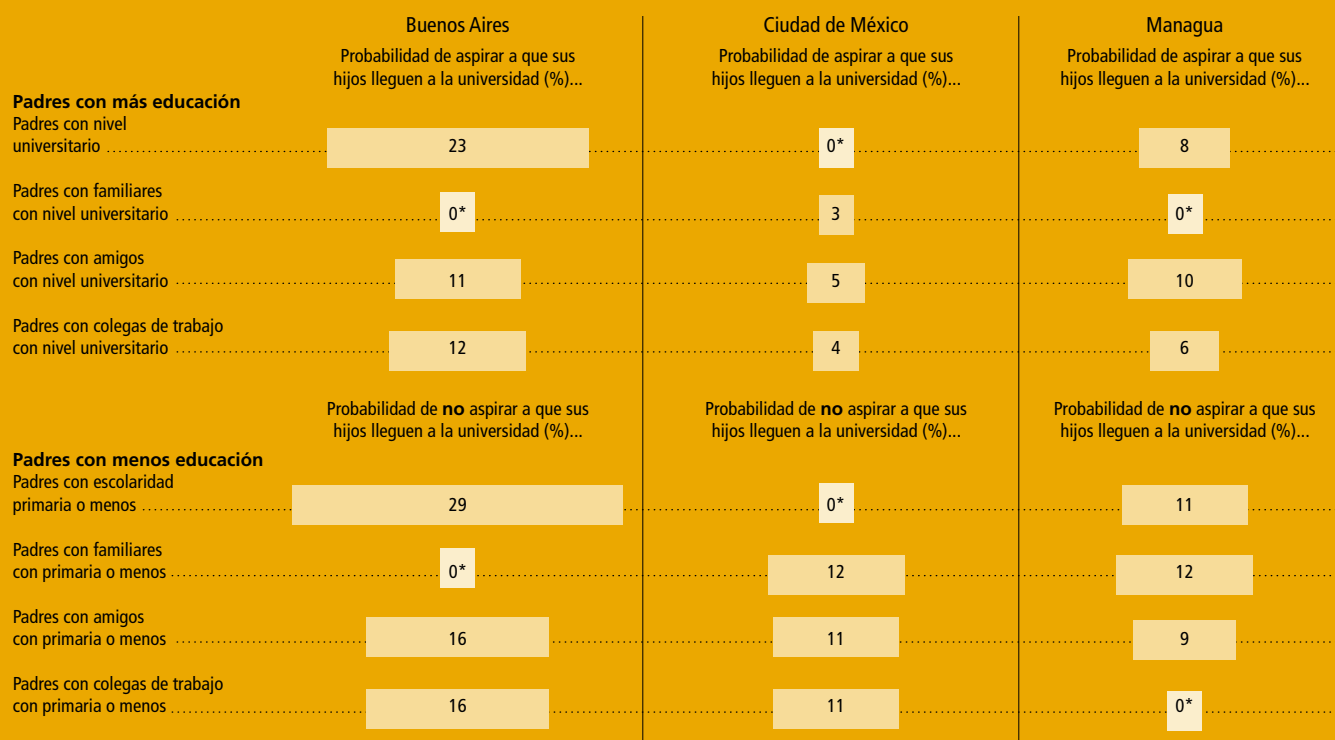 Buenos Aires
Ciudad de México
Managua
Probabilidad de aspirar a que sus
hijos lleguen a la universidad (%)...
Probabilidad de aspirar a que sus
hijos lleguen a la universidad (%)...
Probabilidad de aspirar a que sus
hijos lleguen a la universidad (%)...
Padres con más educación
Padres con nivel
universitario 23 0* 8
Padres con familiares
con nivel universitario 0* 3 0*
Padres con amigos
con nivel universitario 11 5 10
Padres con colegas de trabajo
con nivel universitario 12 4 6
Probabilidad de no aspirar a que sus
hijos lleguen a la universidad (%)...
Probabilidad de no aspirar a que sus
hijos lleguen a la universidad (%)...
Probabilidad de no aspirar a que sus
hijos lleguen a la universidad (%)...
Padres con menos educación
Padres con escolaridad
primaria o menos 29 0* 11
Padres con familiares
con primaria o menos 0* 12 12
Padres con amigos
con primaria o menos 16 11 9
Padres con colegas de trabajo
con primaria o menos 16 11 0*